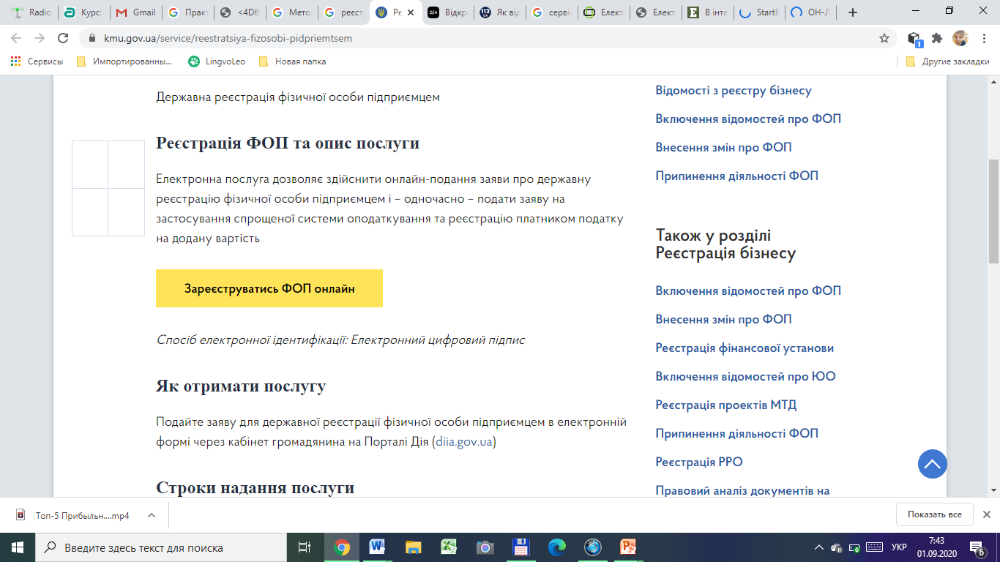 Radio
Курс
Gmail
Практ
<4D6
Мето
реєстр
Ре
Відкр
Як від
сервіс
Елект
Елект
В інте
StartB
ОН-Л
kmu.gov.ua/service/reestratsiya-fizosobi-pidpriemtsem
1
Сервисы
Импортированны...
LingvoLeo
Новая папка
Другие закладки
Державна реєстрація фізичної особи підприємцем
Реєстрація ФОП та опис послуги
Електронна послуга дозволяє здійснити онлайн-подання заяви про державну
реєстрацію фізичної особи підприємцем і – одночасно – подати заяву на
застосування спрощеної системи оподаткування та реєстрацію платником податку
на додану вартість
Зареєструватись ФОП онлайн
Спосіб електронної ідентифікації: Електронний цифровий підпис
Як отримати послугу
Подайте заяву для державної реєстрації фізичної особи підприємцем в електронній
формі через кабінет громадянина на Порталі Дія (diia.gov.ua)
Строки надання послуги
Відомості з реєстру бізнесу
Включення відомостей про ФОП
Внесення змін про ФОП
Припинення діяльності ФОП
Також у розділі
Реєстрація бізнесу
Включення відомостей про ФОП
Внесення змін про ФОП
Реєстрація фінансової установи
Включення відомостей про ЮО
Реєстрація проектів МТД
Припинення діяльності ФОП
Реєстрація РРО
Правовий аналіз документів на
Топ-5 Прибыльн....mp4
Показать все
Введите здесь текст для поиска
УКР
7:43
01.09.2020
6